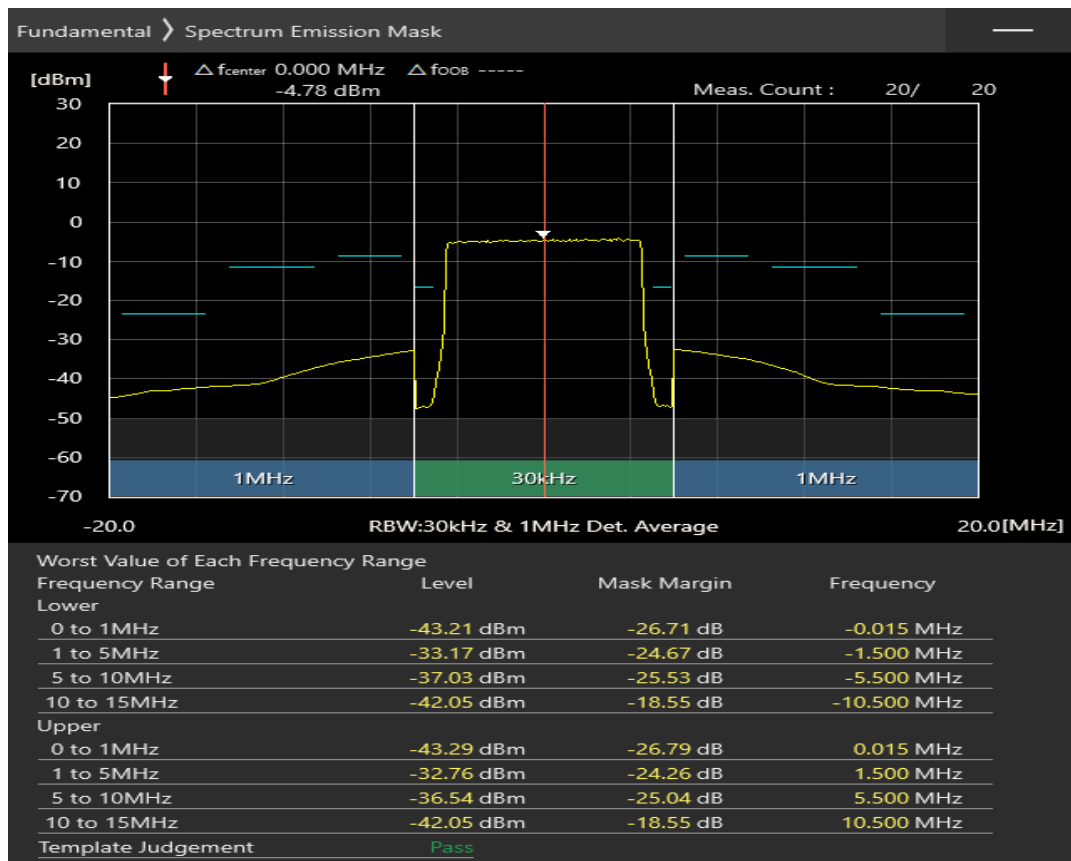 Fundamental ❯ Spectrum Emission Mask
[dBm] △ fcenter 0.000 MHz △ fOOB -----
-4.78 dBm Meas. Count : 20/ 20
30
20
10
0
-10
-20
-30
-40
-50
-60
-70
1MHz 30kHz 1MHz
-20.0 RBW:30kHz & 1MHz Det. Average 20.0[MHz]
Worst Value of Each Frequency Range
Frequency Range Level Mask Margin Frequency
Lower
0 to 1MHz -43.21 dBm -26.71 dB -0.015 MHz
1 to 5MHz -33.17 dBm -24.67 dB -1.500 MHz
5 to 10MHz -37.03 dBm -25.53 dB -5.500 MHz
10 to 15MHz -42.05 dBm -18.55 dB -10.500 MHz
Upper
0 to 1MHz -43.29 dBm -26.79 dB 0.015 MHz
1 to 5MHz -32.76 dBm -24.26 dB 1.500 MHz
5 to 10MHz -36.54 dBm -25.04 dB 5.500 MHz
10 to 15MHz -42.05 dBm -18.55 dB 10.500 MHz
Template Judgement Pass